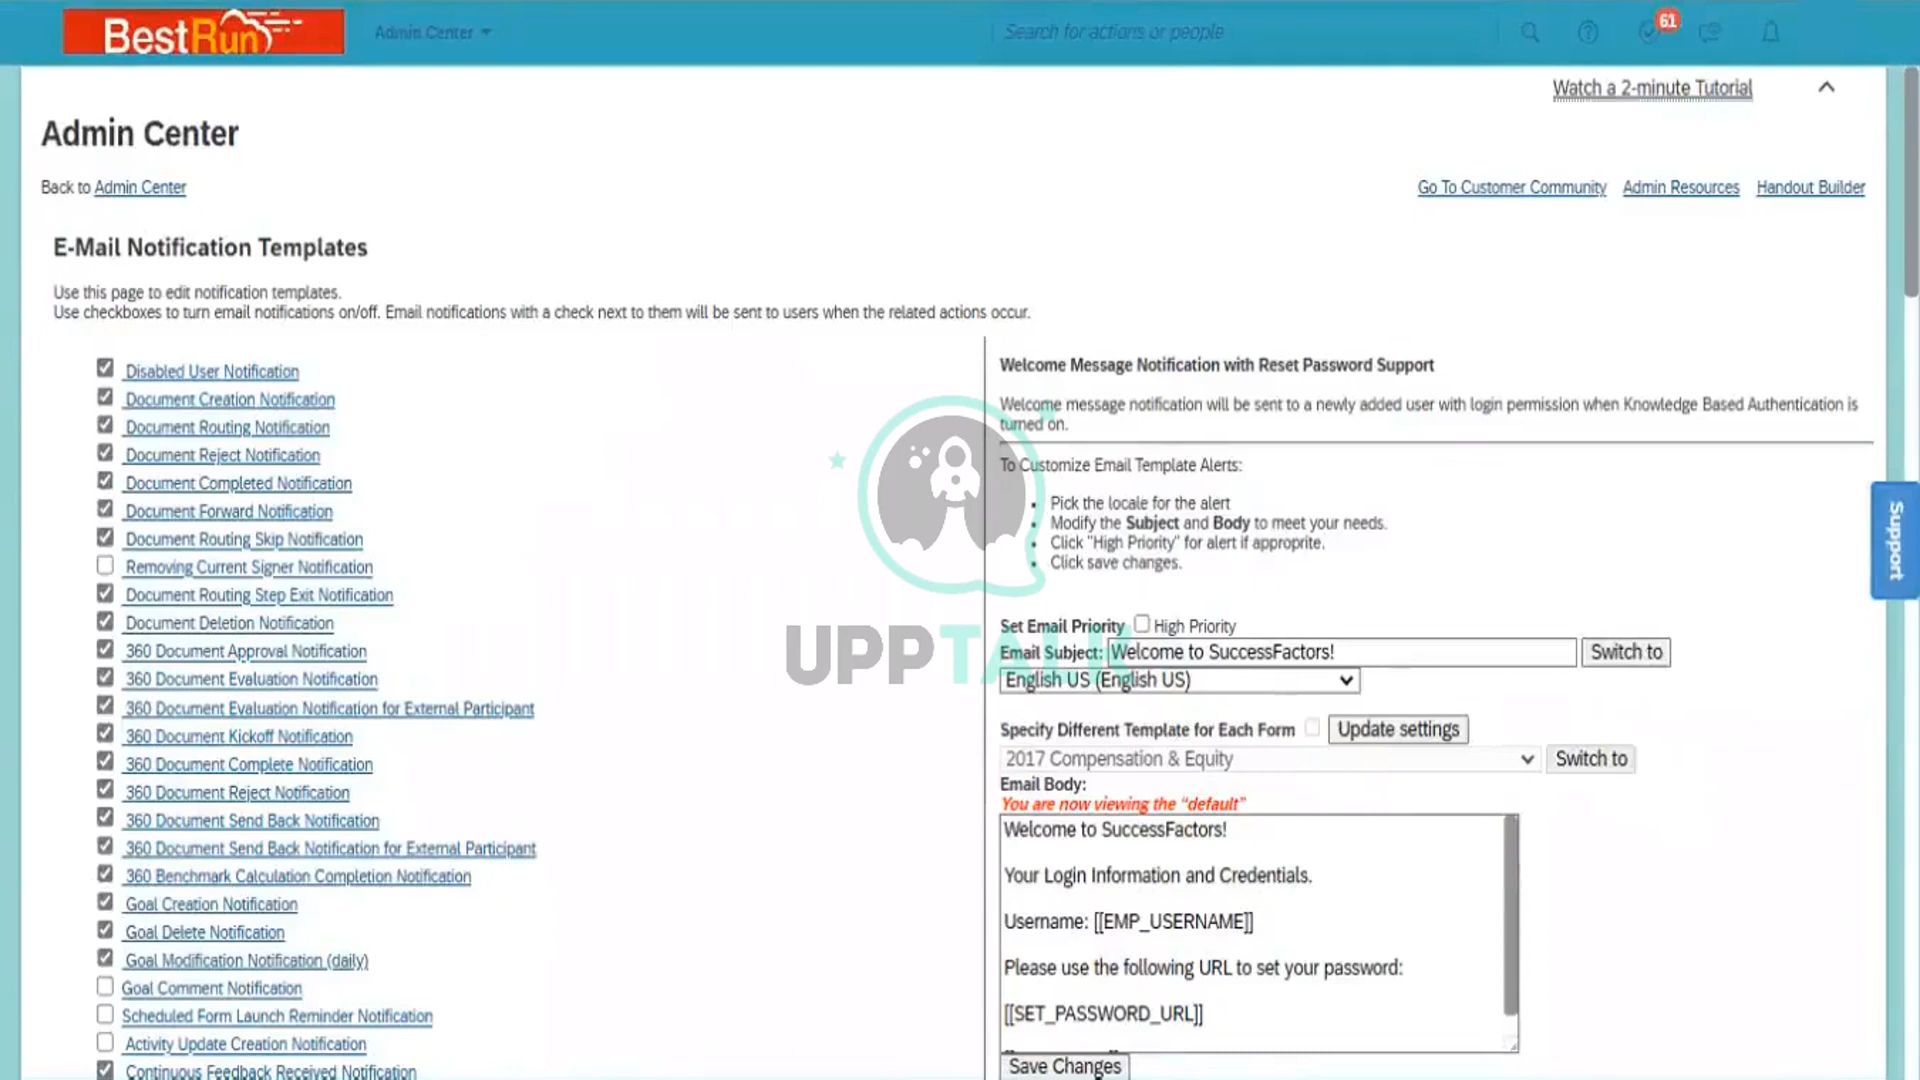 BestRun
Admin Center
Search for actions or people
61
Watch a 2-minute Tutorial
Admin Center
Back to Admin Center
Go To Customer Community
Admin Resources
Handout Builder
E-Mail Notification Templates
Use this page to edit notification templates.
Use checkboxes to turn email notifications on/off. Email notifications with a check next to them will be sent to users when the related actions occur.
Disabled User Notification
Document Creation Notification
Document Routing Notification
Document Reject Notification
Document Completed Notification
Document Forward Notification
Document Routing Skip Notification
Removing Current Signer Notification
Document Routing Step Exit Notification
Document Deletion Notification
360 Document Approval Notification
360 Document Evaluation Notification
360 Document Evaluation Notification for External Participant
360 Document Kickoff Notification
360 Document Complete Notification
360 Document Reject Notification
360 Document Send Back Notification
360 Document Send Back Notification for External Participant
360 Benchmark Calculation Completion Notification
Goal Creation Notification
Goal Delete Notification
Goal Modification Notification (daily)
Goal Comment Notification
Scheduled Form Launch Reminder Notification
Activity Update Creation Notification
Continuous Feedback Received Notification
Welcome Message Notification with Reset Password Support
Welcome message notification will be sent to a newly added user with login permission when Knowledge Based Authentication is
turned on.
To Customize Email Template Alerts:
Pick the locale for the alert
Modify the Subject and Body to meet your needs.
Click "High Priority" for alert if approprite.
Click save changes.
Set Email Priority High Priority
Email Subject: Welcome to SuccessFactors! Switch to
English US (English US)
Specify Different Template for Each Form Update settings
2017 Compensation & Equity Switch to
Email Body:
You are now viewing the "default"
Welcome to SuccessFactors!
Your Login Information and Credentials.
Username: [[EMP_USERNAME]]
Please use the following URL to set your password:
[[SET_PASSWORD_URL]]
Save Changes
Support
UPPTALK